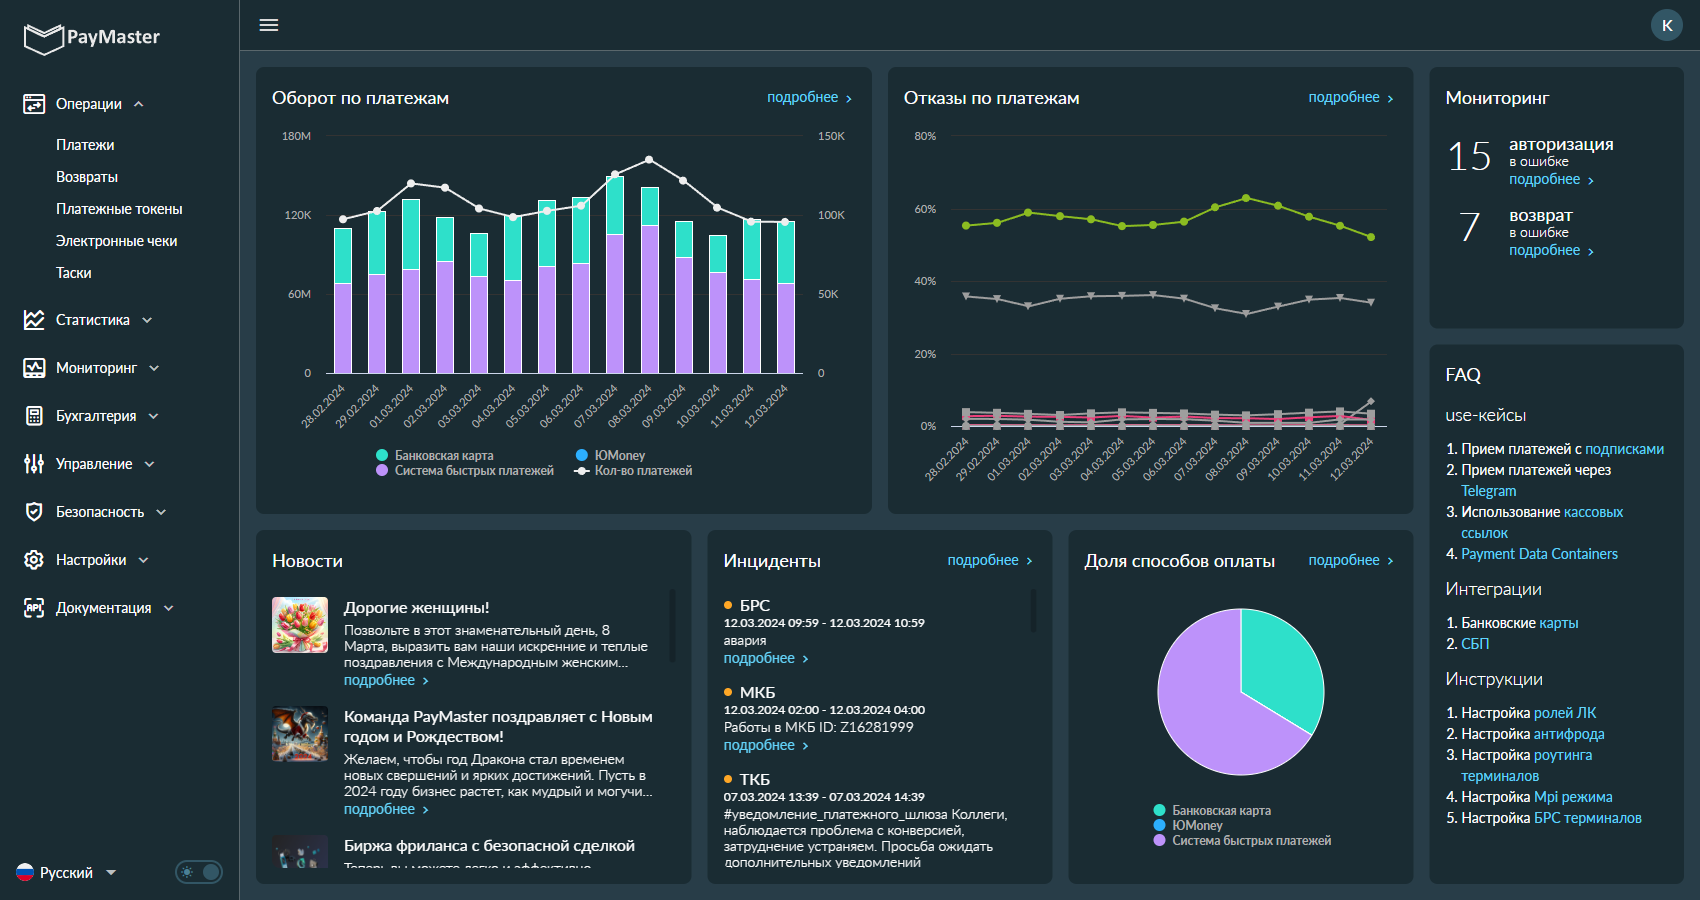 PayMaster
K
Операции
Платежи
Возвраты
Платежные токены
Электронные чеки
Таски
Статистика
Мониторинг
Бухгалтерия
Управление
Безопасность
Настройки
API
Документация
Русский
Оборот по платежам
подробнее
180M
150K
120K
100K
60M
50K
0
0
28.02.2024
29.02.2024
01.03.2024
02.03.2024
03.03.2024
04.03.2024
05.03.2024
06.03.2024
07.03.2024
08.03.2024
09.03.2024
10.03.2024
11.03.2024
12.03.2024
Банковская карта
ЮMoney
Система быстрых платежей
Кол-во платежей
Отказы по платежам
подробнее
80%
60%
40%
20%
0%
28.02.2024
29.02.2024
01.03.2024
02.03.2024
03.03.2024
04.03.2024
05.03.2024
06.03.2024
07.03.2024
08.03.2024
09.03.2024
10.03.2024
11.03.2024
12.03.2024
Мониторинг
15
авторизация
в ошибке
подробнее
7
возврат
в ошибке
подробнее
Новости
Дорогие женщины!
Позвольте в этот знаменательный день, 8
Марта, выразить вам наши искренние и теплые
поздравления с Международным женским...
подробнее
Команда PayMaster поздравляет с Новым
годом и Рождеством!
Желаем, чтобы год Дракона стал временем
новых свершений и ярких достижений. Пусть в
2024 году бизнес растет, как мудрый и могучи...
подробнее
Биржа фриланса с безопасной сделкой
Теперь вы можете легко и эффективно
Инциденты
подробнее
БРС
12.03.2024 09:59 - 12.03.2024 10:59
авария
подробнее
МКБ
12.03.2024 02:00 - 12.03.2024 04:00
Работы в МКБ ID: Z16281999
подробнее
ТКБ
07.03.2024 13:39 - 07.03.2024 14:39
#уведомление_платежного_шлюза Коллеги,
наблюдается проблема с конверсией,
затруднение устраняем. Просьба ожидать
дополнительных уведомлений
Доля способов оплаты
подробнее
Банковская карта
ЮMoney
Система быстрых платежей
FAQ
use-кейсы
1. Прием платежей с подписками
2. Прием платежей через
Telegram
3. Использование кассовых
ссылок
4. Payment Data Containers
Интеграции
1. Банковские карты
2. СБП
Инструкции
1. Настройка ролей ЛК
2. Настройка антифрода
3. Настройка роутинга
терминалов
4. Настройка Mpi режима
5. Настройка БРС терминалов